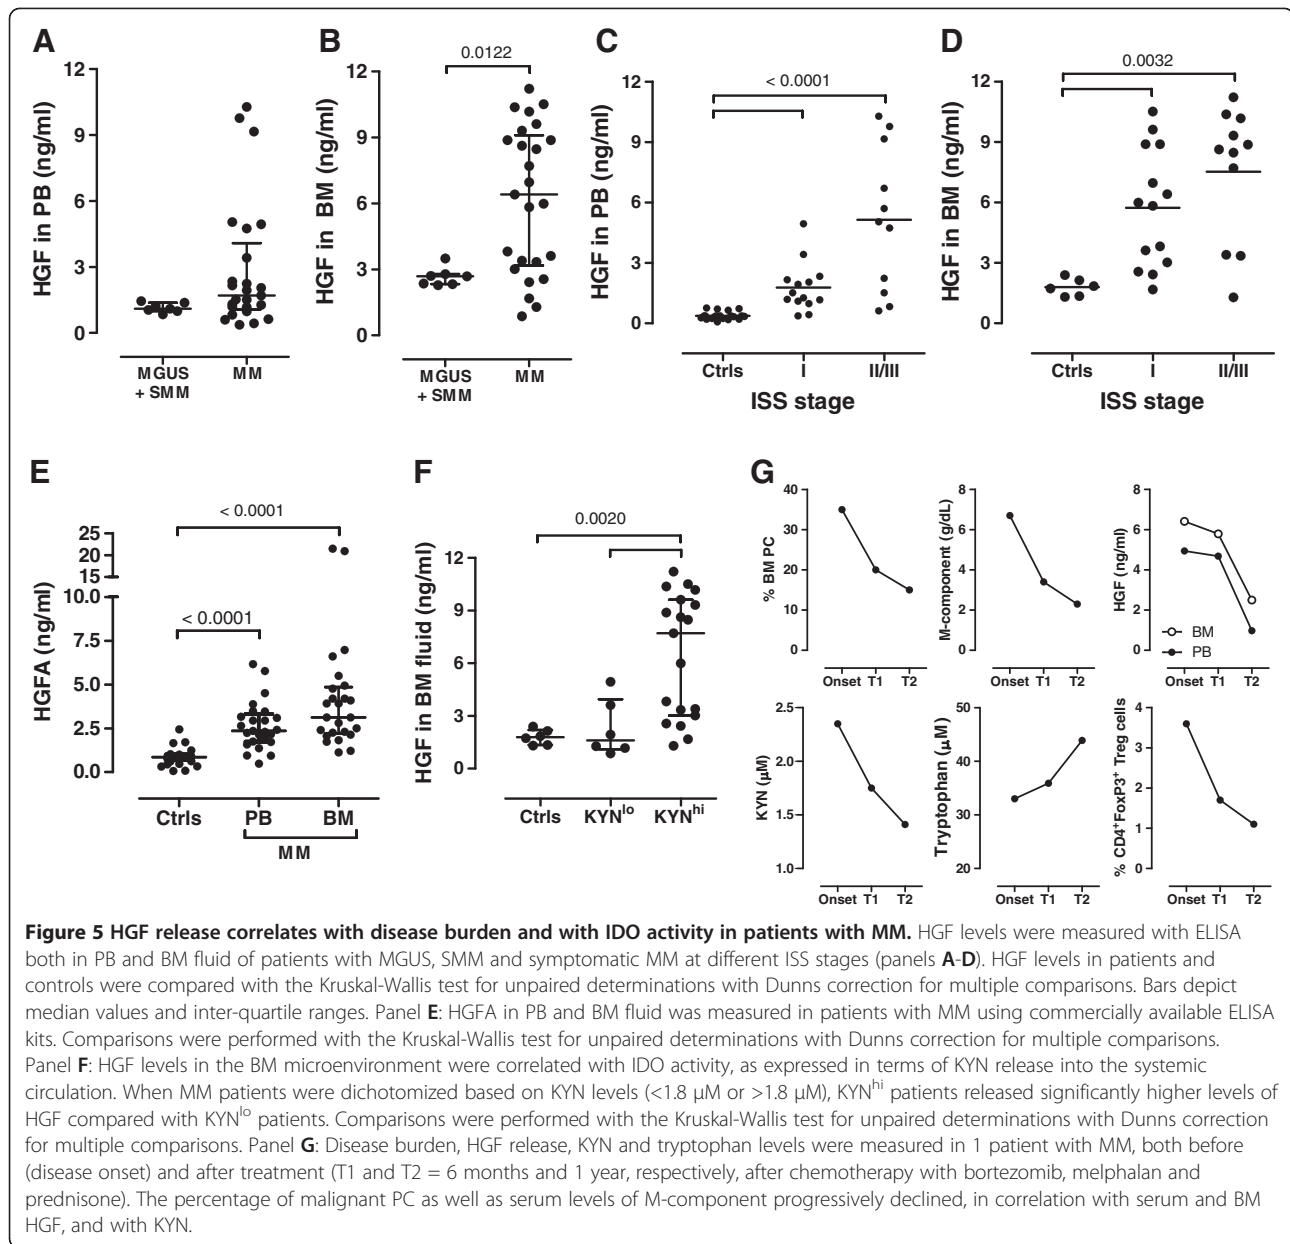 A
HGF in PB (ng/ml)
12
9
6
3
0
MGUS
+ SMM
MM
B
0.0122
HGF in BM (ng/ml)
12
9
6
3
0
MGUS
+ SMM
MM
C
< 0.0001
HGF in PB (ng/ml)
12
9
6
3
0
Ctrls
I
II/III
ISS stage
D
0.0032
HGF in BM (ng/ml)
12
9
6
3
0
Ctrls
I
II/III
ISS stage
E
< 0.0001
< 0.0001
HGFA (ng/ml)
25
20
15
10.0
7.5
5.0
2.5
0.0
Ctrls
PB
BM
MM
F
0.0020
HGF in BM fluid (ng/ml)
12
9
6
3
0
Ctrls
KYN^lo
KYN^hi
G
% BM PC
40
30
20
10
0
Onset T1 T2
M-component (g/dL)
8
6
4
2
0
Onset T1 T2
HGF (ng/ml)
8
6
4
2
0
BM
PB
Onset T1 T2
KYN (μM)
2.5
2.0
1.5
1.0
Onset T1 T2
Tryptophan (μM)
50
40
30
20
Onset T1 T2
% CD4⁺FoxP3⁺ Treg cells
4
3
2
1
0
Onset T1 T2
Figure 5 HGF release correlates with disease burden and with IDO activity in patients with MM. HGF levels were measured with ELISA
both in PB and BM fluid of patients with MGUS, SMM and symptomatic MM at different ISS stages (panels A-D). HGF levels in patients and
controls were compared with the Kruskal-Wallis test for unpaired determinations with Dunns correction for multiple comparisons. Bars depict
median values and inter-quartile ranges. Panel E: HGFA in PB and BM fluid was measured in patients with MM using commercially available ELISA
kits. Comparisons were performed with the Kruskal-Wallis test for unpaired determinations with Dunns correction for multiple comparisons.
Panel F: HGF levels in the BM microenvironment were correlated with IDO activity, as expressed in terms of KYN release into the systemic
circulation. When MM patients were dichotomized based on KYN levels (<1.8 μM or >1.8 μM), KYN^hi patients released significantly higher levels of
HGF compared with KYN^lo patients. Comparisons were performed with the Kruskal-Wallis test for unpaired determinations with Dunns correction
for multiple comparisons. Panel G: Disease burden, HGF release, KYN and tryptophan levels were measured in 1 patient with MM, both before
(disease onset) and after treatment (T1 and T2 = 6 months and 1 year, respectively, after chemotherapy with bortezomib, melphalan and
prednisone). The percentage of malignant PC as well as serum levels of M-component progressively declined, in correlation with serum and BM
HGF, and with KYN.